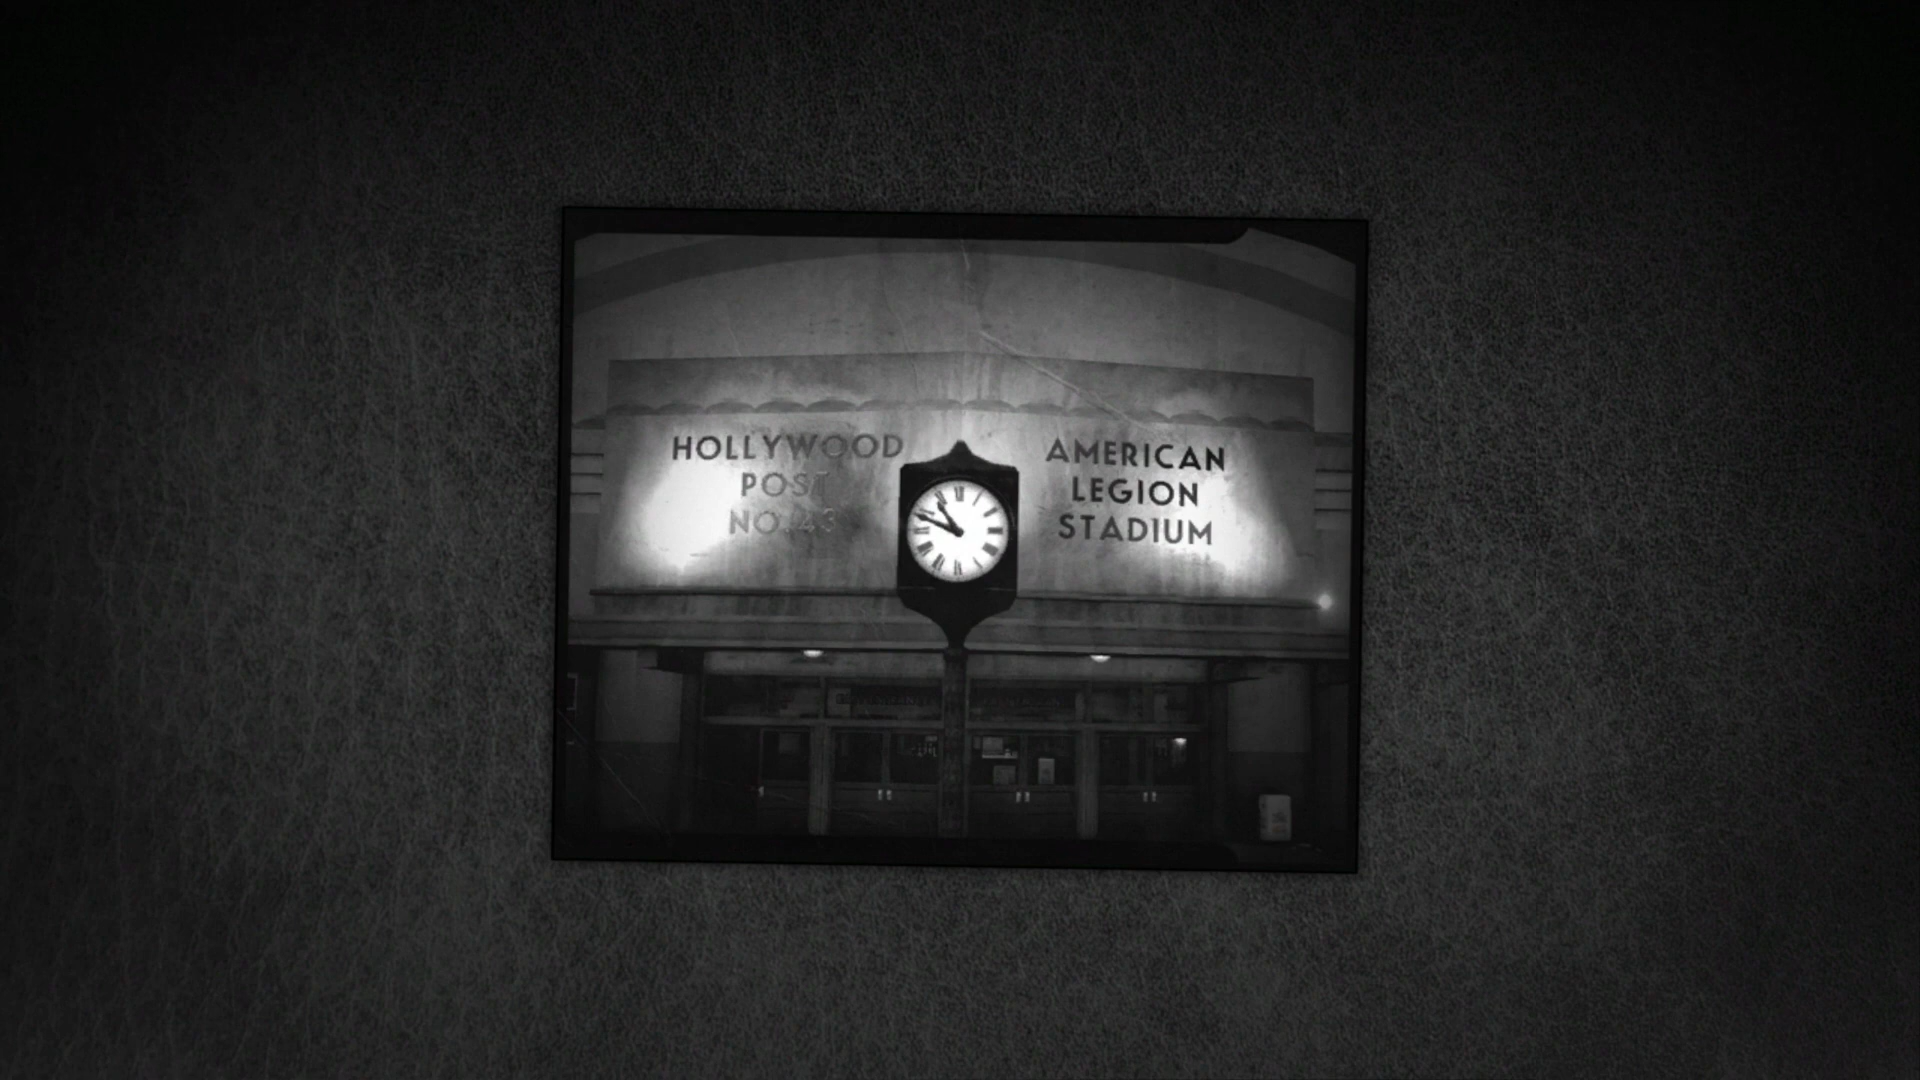 HOLLYWOOD
POST
NO. 43
AMERICAN
LEGION
STADIUM